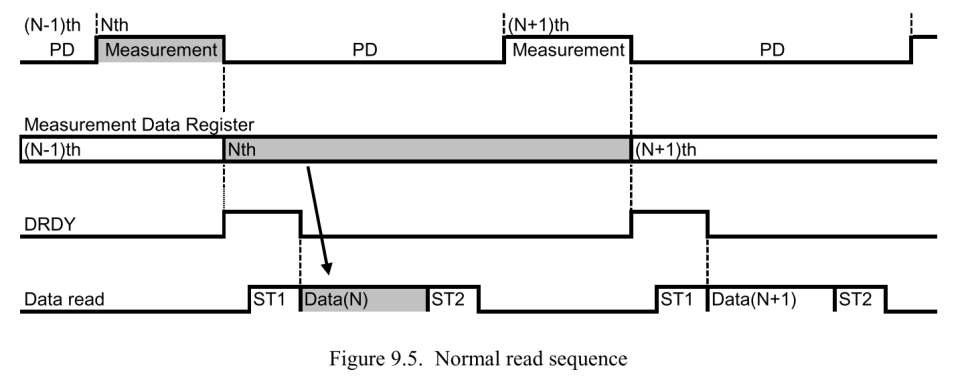 (N-1)th Nth (N+1)th
PD Measurement PD Measurement PD
Measurement Data Register
(N-1)th Nth (N+1)th
DRDY
Data read ST1 Data(N) ST2 ST1 Data(N+1) ST2
Figure 9.5. Normal read sequence